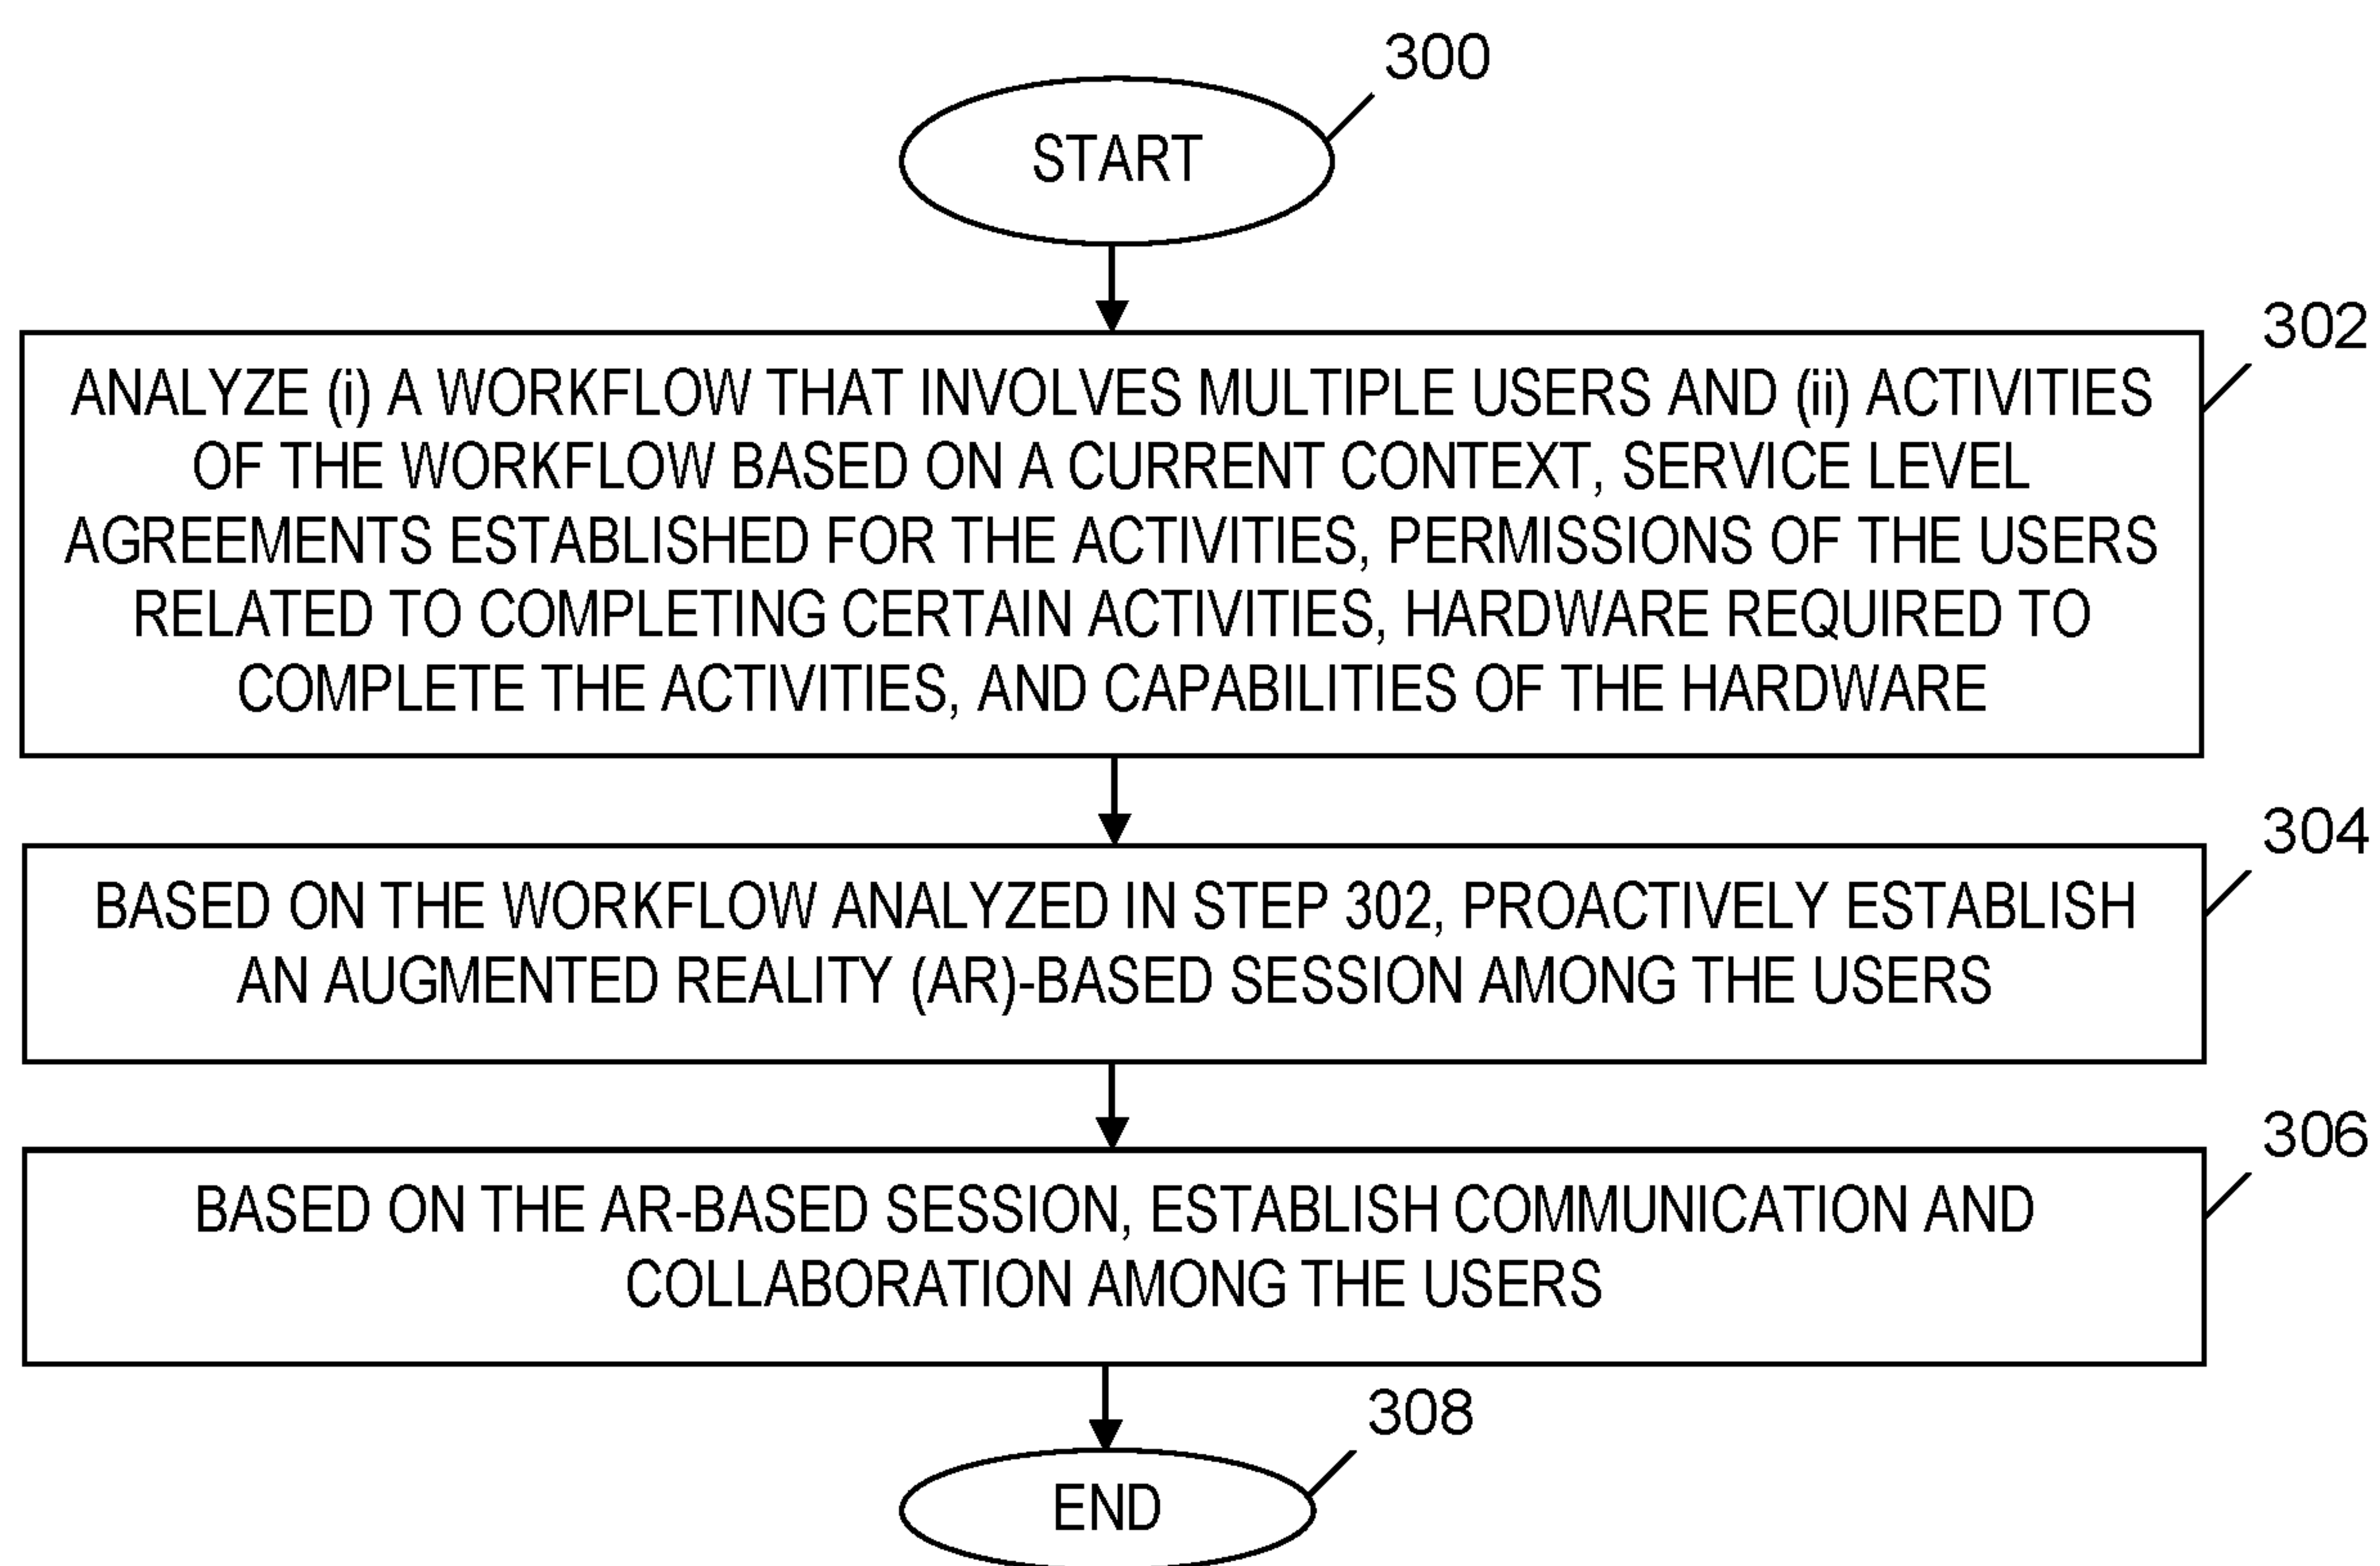 300
START
302
ANALYZE (i) A WORKFLOW THAT INVOLVES MULTIPLE USERS AND (ii) ACTIVITIES
OF THE WORKFLOW BASED ON A CURRENT CONTEXT, SERVICE LEVEL
AGREEMENTS ESTABLISHED FOR THE ACTIVITIES, PERMISSIONS OF THE USERS
RELATED TO COMPLETING CERTAIN ACTIVITIES, HARDWARE REQUIRED TO
COMPLETE THE ACTIVITIES, AND CAPABILITIES OF THE HARDWARE
304
BASED ON THE WORKFLOW ANALYZED IN STEP 302, PROACTIVELY ESTABLISH
AN AUGMENTED REALITY (AR)-BASED SESSION AMONG THE USERS
306
BASED ON THE AR-BASED SESSION, ESTABLISH COMMUNICATION AND
COLLABORATION AMONG THE USERS
308
END